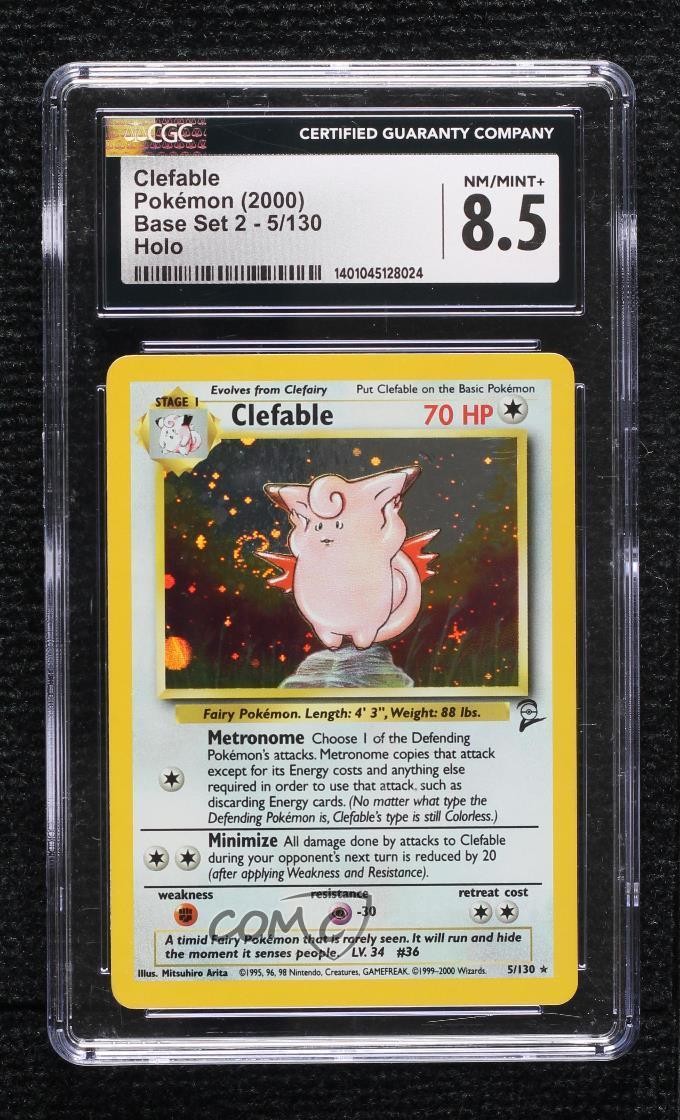 CGC
CERTIFIED GUARANTY COMPANY
Clefable
Pokémon (2000)
Base Set 2 - 5/130
Holo
NM/MINT+
8.5
1401045128024
Evolves from Clefairy
Put Clefable on the Basic Pokémon
STAGE 1
Clefable
70 HP
Fairy Pokémon. Length: 4' 3", Weight: 88 lbs.
Metronome Choose 1 of the Defending
Pokémon's attacks. Metronome copies that attack
except for its Energy costs and anything else
required in order to use that attack, such as
discarding Energy cards. (No matter what type the
Defending Pokémon is, Clefable's type is still Colorless.)
Minimize All damage done by attacks to Clefable
during your opponent's next turn is reduced by 20
(after applying Weakness and Resistance).
weakness
resistance
retreat cost
-30
COMC
A timid Fairy Pokémon that is rarely seen. It will run and hide
the moment it senses people. LV. 34 #36
Illus. Mitsuhiro Arita ©1995, 96, 98 Nintendo, Creatures, GAMEFREAK. ©1999-2000 Wizards. 5/130 ★